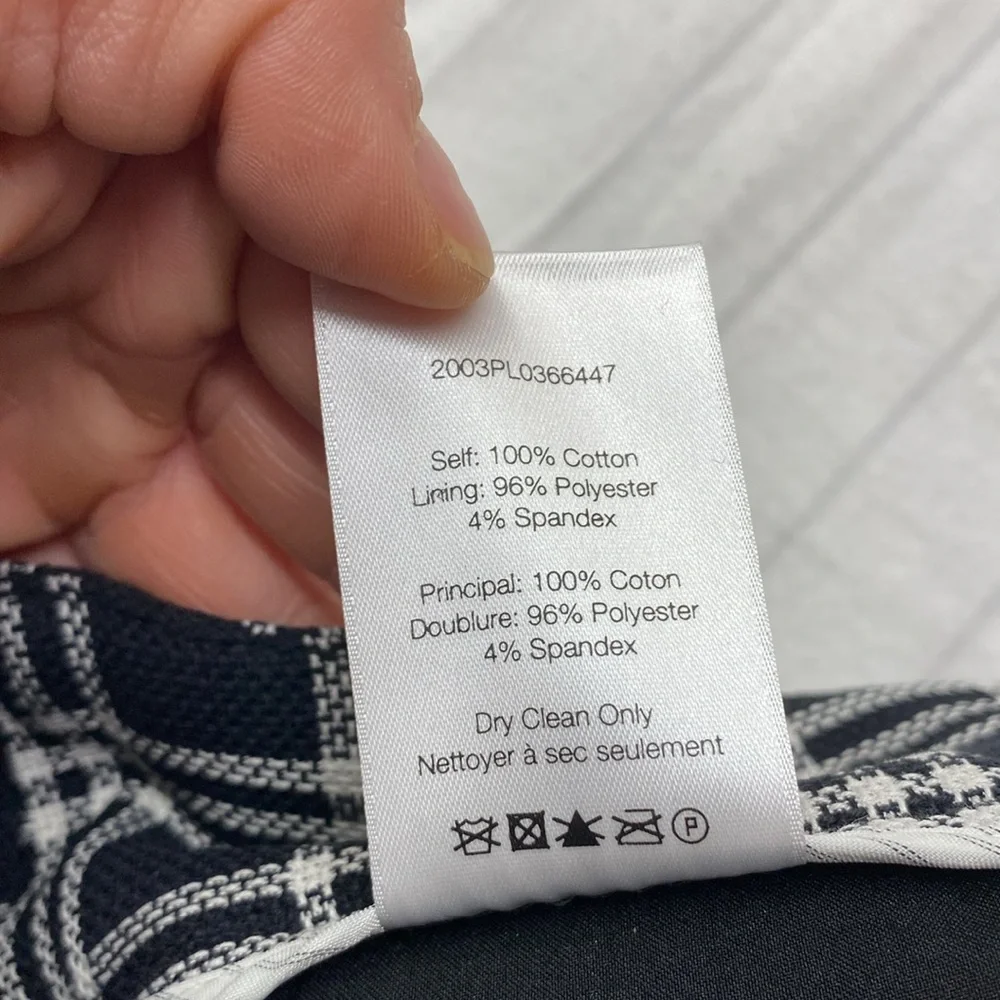 2003PL0366447
Self: 100% Cotton
Lining: 96% Polyester
4% Spandex
Principal: 100% Coton
Doublure: 96% Polyester
4% Spandex
Dry Clean Only
Nettoyer à sec seulement
P